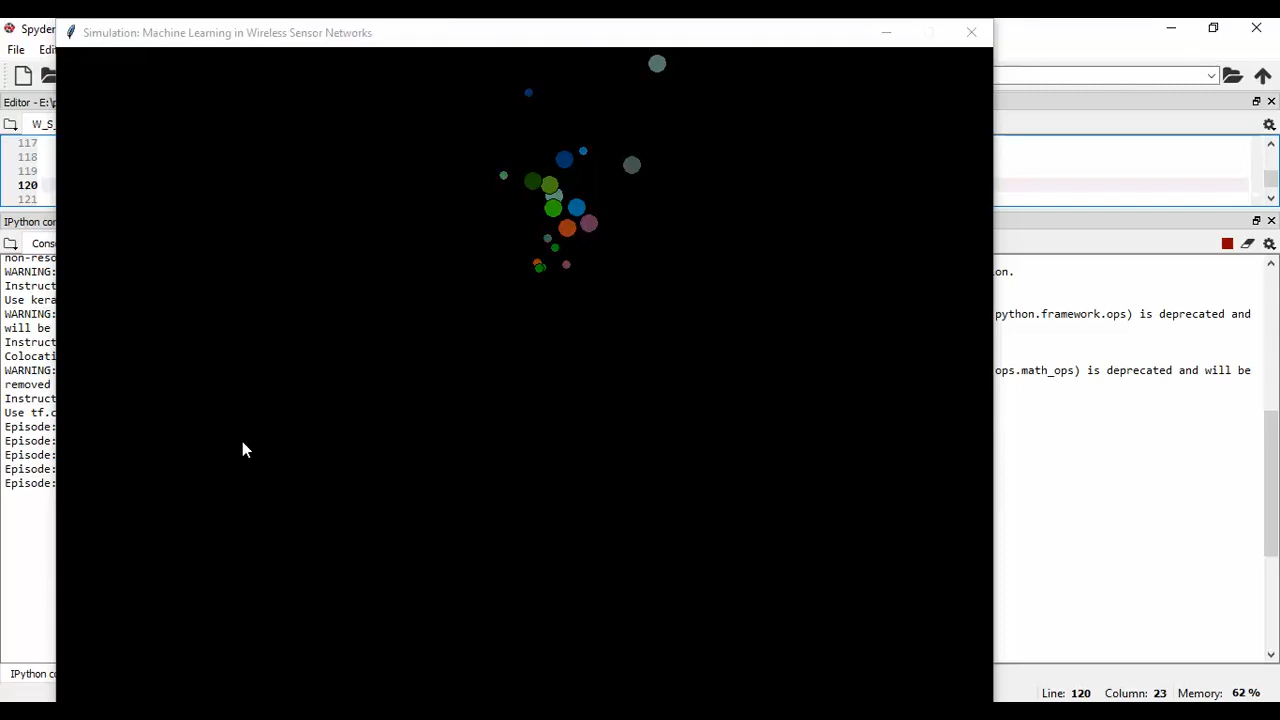 Spyder
Simulation: Machine Learning in Wireless Sensor Networks
File
Editor - E:\
W_S_
117
118
119
120
121
IPython con
Conso
non-reso
WARNING:
on.
Instruct
Use kera
WARNING:
python.framework.ops) is deprecated and
will be
Instruct
Colocati
WARNING:
ops.math_ops) is deprecated and will be
removed
Instruct
Use tf.c
Episode:
Episode:
Episode:
Episode:
Episode:
IPython co
Line: 120 Column: 23 Memory: 62 %